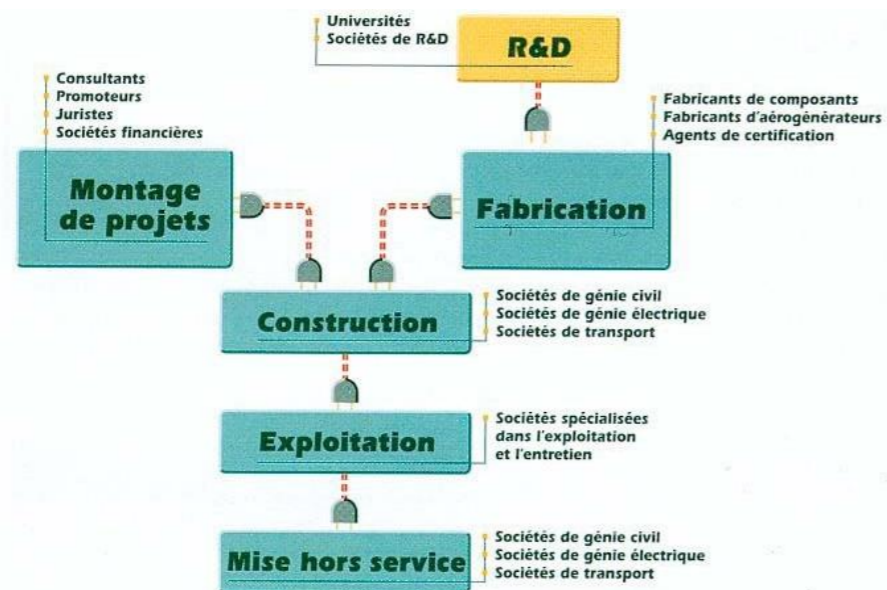 Universités
Sociétés de R&D
R&D
Consultants
Promoteurs
Juristes
Sociétés financières
Montage
de projets
Fabricants de composants
Fabricants d'aérogénérateurs
Agents de certification
Fabrication
Construction
Sociétés de génie civil
Sociétés de génie électrique
Sociétés de transport
Exploitation
Sociétés spécialisées
dans l'exploitation
et l'entretien
Mise hors service
Sociétés de génie civil
Sociétés de génie électrique
Sociétés de transport